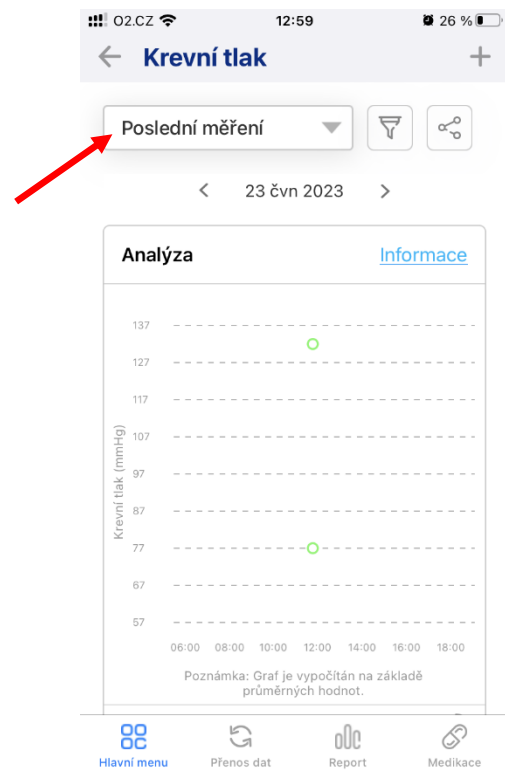 O2.CZ 12:59 26 %
Krevní tlak
Poslední měření
23 čvn 2023
Analýza Informace
Krevní tlak (mmHg)
137
127
117
107
97
87
77
67
57
06:00 08:00 10:00 12:00 14:00 16:00 18:00
Poznámka: Graf je vypočítán na základě
průměrných hodnot.
Hlavní menu Přenos dat Report Medikace